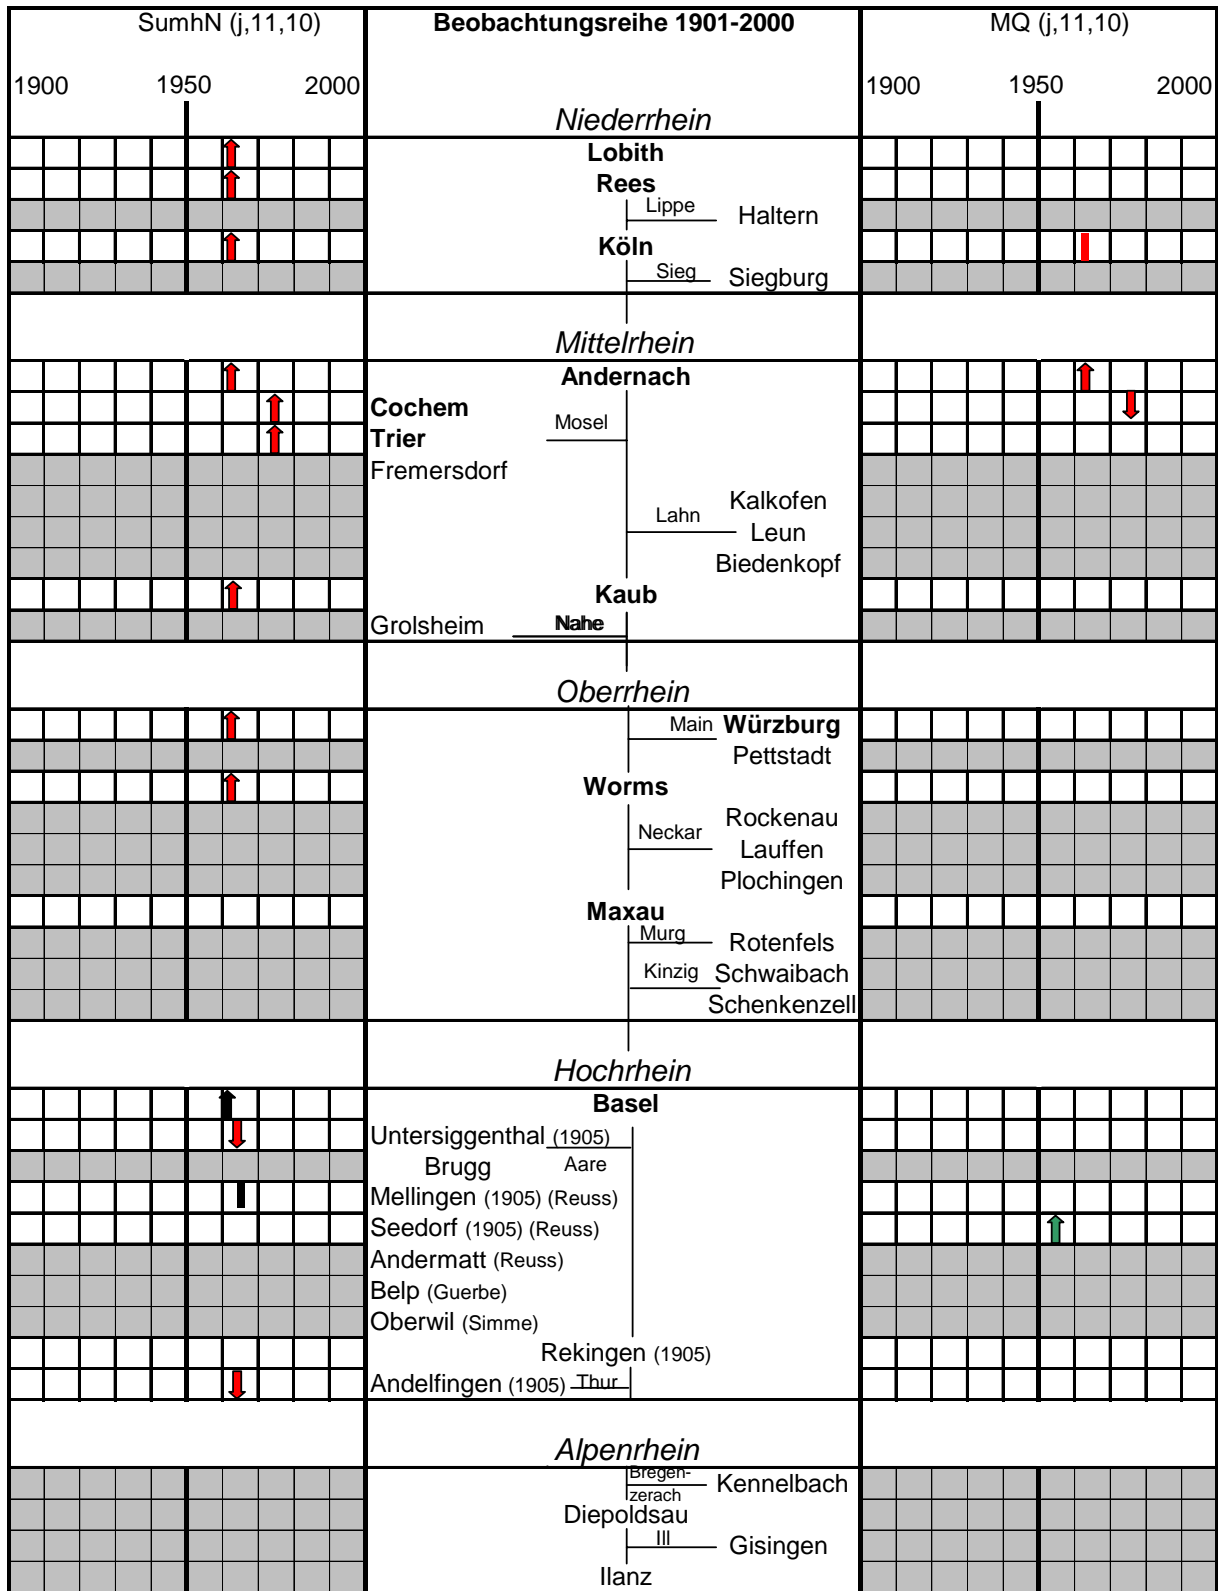 SumhN (j,11,10) Beobachtungsreihe 1901-2000 MQ (j,11,10)
1900 1950 2000 1900 1950 2000
Niederrhein
Lobith
Rees
Lippe Haltern
Köln
Sieg Siegburg
Mittelrhein
Andernach
Cochem
Mosel
Trier
Fremersdorf
Kalkofen
Lahn Leun
Biedenkopf
Kaub
Grolsheim Nahe
Oberrhein
Main Würzburg
Pettstadt
Worms
Rockenau
Neckar Lauffen
Plochingen
Maxau
Murg Rotenfels
Kinzig Schwaibach
Schenkenzell
Hochrhein
Basel
Untersiggenthal (1905)
Brugg Aare
Mellingen (1905) (Reuss)
Seedorf (1905) (Reuss)
Andermatt (Reuss)
Belp (Guerbe)
Oberwil (Simme)
Rekingen (1905)
Andelfingen (1905) Thur
Alpenrhein
Bregen-
zerach Kennelbach
Diepoldsau
Ill Gisingen
Ilanz